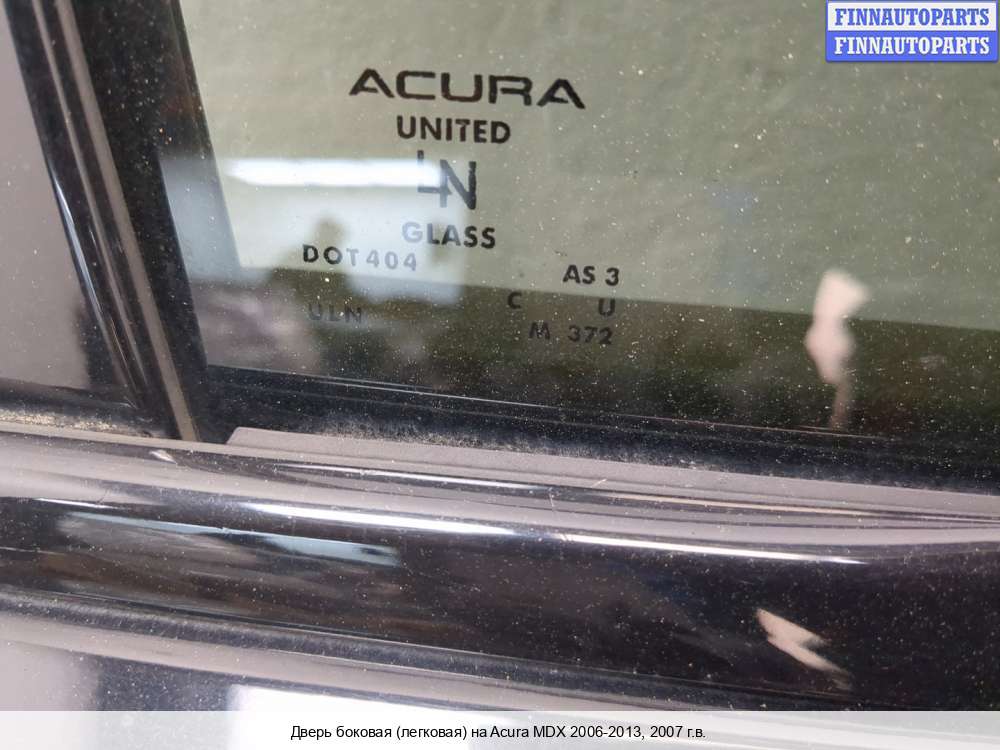 FINNAUTOPARTS
FINNAUTOPARTS
ACURA
UNITED
LN
GLASS
DOT404
AS 3
ULN
C U
M 372
Дверь боковая (легковая) на Acura MDX 2006-2013, 2007 г.в.